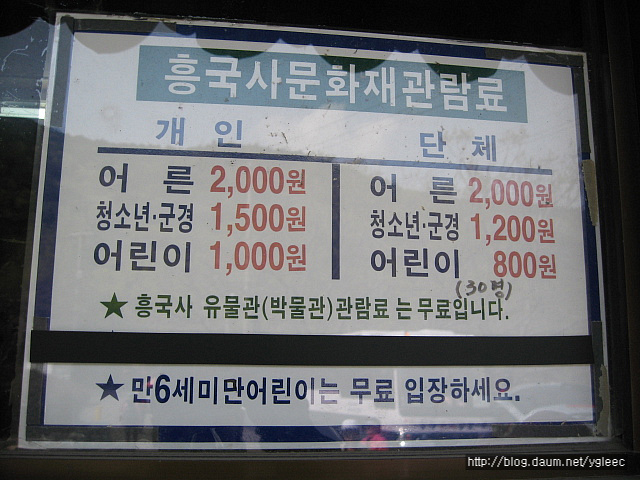 흥국사문화재관람료
개 인
어 른 2,000원
청소년·군경 1,500원
어린이 1,000원
단 체
어 른 2,000원
청소년·군경 1,200원
어린이 800원
(30명)
★흥국사 유물관(박물관)관람료 는 무료입니다.
★만6세미만어린이는 무료 입장하세요.
http://blog.daum.net/ygleec